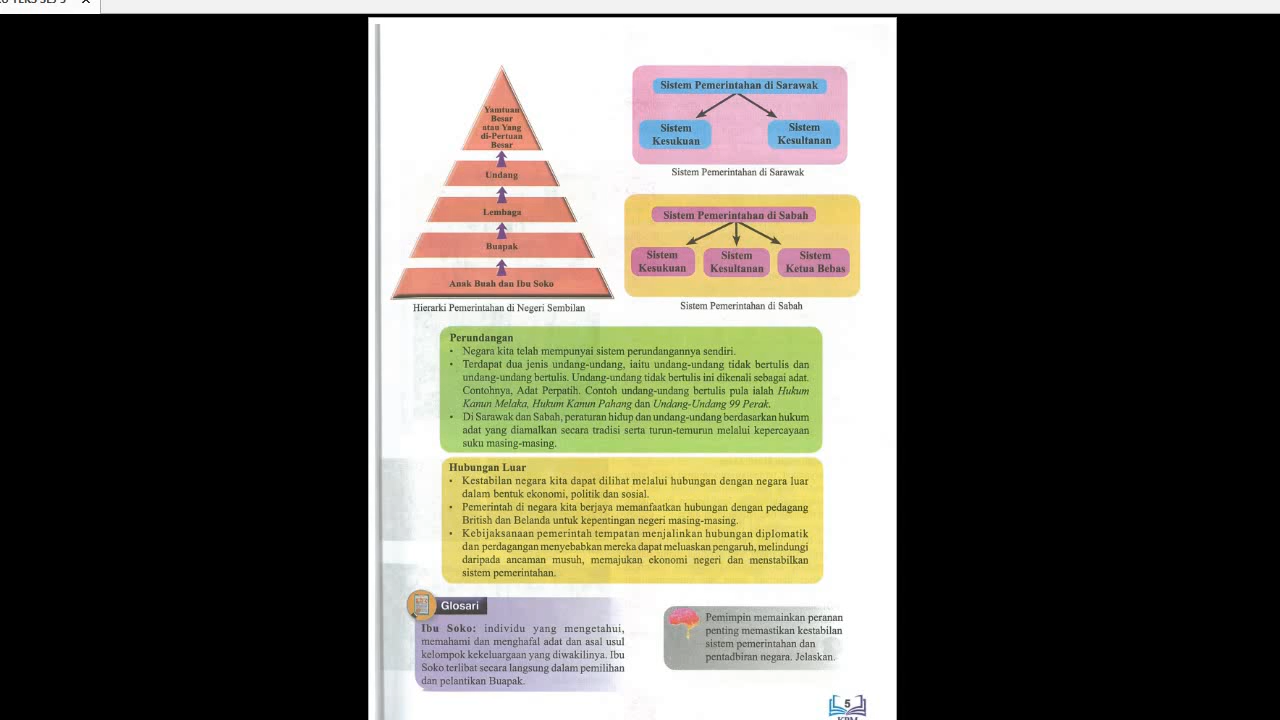 Yamtuan
Besar
atau Yang
di-Pertuan
Besar
Undang
Lembaga
Buapak
Anak Buah dan Ibu Soko
Hierarki Pemerintahan di Negeri Sembilan
Sistem Pemerintahan di Sarawak
Sistem
Kesukuan
Sistem
Kesultanan
Sistem Pemerintahan di Sarawak
Sistem Pemerintahan di Sabah
Sistem
Kesukuan
Sistem
Kesultanan
Sistem
Ketua Bebas
Sistem Pemerintahan di Sabah
Perundangan
• Negara kita telah mempunyai sistem perundangannya sendiri.
• Terdapat dua jenis undang-undang, iaitu undang-undang tidak bertulis dan
undang-undang bertulis. Undang-undang tidak bertulis ini dikenali sebagai adat.
Contohnya, Adat Perpatih. Contoh undang-undang bertulis pula ialah Hukum
Kanun Melaka, Hukum Kanun Pahang dan Undang-Undang 99 Perak.
• Di Sarawak dan Sabah, peraturan hidup dan undang-undang berdasarkan hukum
adat yang diamalkan secara tradisi serta turun-temurun melalui kepercayaan
suku masing-masing.
Hubungan Luar
• Kestabilan negara kita dapat dilihat melalui hubungan dengan negara luar
dalam bentuk ekonomi, politik dan sosial.
• Pemerintah di negara kita berjaya memanfaatkan hubungan dengan pedagang
British dan Belanda untuk kepentingan negeri masing-masing.
• Kebijaksanaan pemerintah tempatan menjalinkan hubungan diplomatik
dan perdagangan menyebabkan mereka dapat meluaskan pengaruh, melindungi
daripada ancaman musuh, memajukan ekonomi negeri dan menstabilkan
sistem pemerintahan.
Glosari
Ibu Soko: individu yang mengetahui,
memahami dan menghafal adat dan asal usul
kelompok kekeluargaan yang diwakilinya. Ibu
Soko terlibat secara langsung dalam pemilihan
dan pelantikan Buapak.
Pemimpin memainkan peranan
penting memastikan kestabilan
sistem pemerintahan dan
pentadbiran negara. Jelaskan.
5